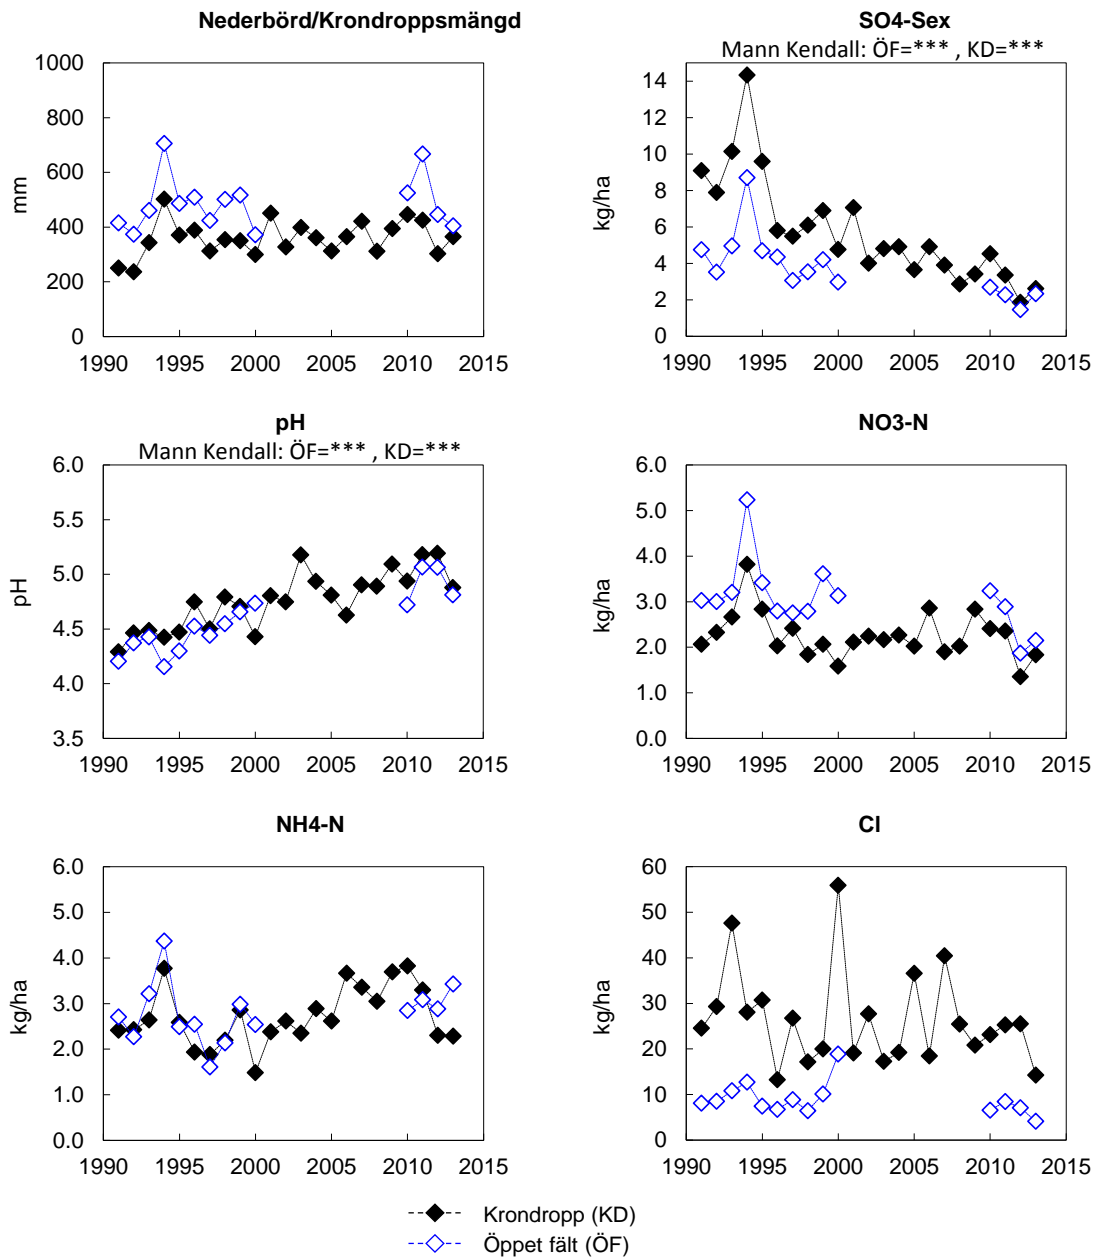 Nederbörd/Krondroppsmängd
1000
800
600
400
200
0
mm
1990 1995 2000 2005 2010 2015
SO4-Sex
Mann Kendall: ÖF=*** , KD=***
14
12
10
8
6
4
2
0
kg/ha
1990 1995 2000 2005 2010 2015
pH
Mann Kendall: ÖF=*** , KD=***
6.0
5.5
5.0
4.5
4.0
3.5
pH
1990 1995 2000 2005 2010 2015
NO3-N
6.0
5.0
4.0
3.0
2.0
1.0
0.0
kg/ha
1990 1995 2000 2005 2010 2015
NH4-N
6.0
5.0
4.0
3.0
2.0
1.0
0.0
kg/ha
1990 1995 2000 2005 2010 2015
Cl
60
50
40
30
20
10
0
kg/ha
1990 1995 2000 2005 2010 2015
Krondropp (KD)
Öppet fält (ÖF)